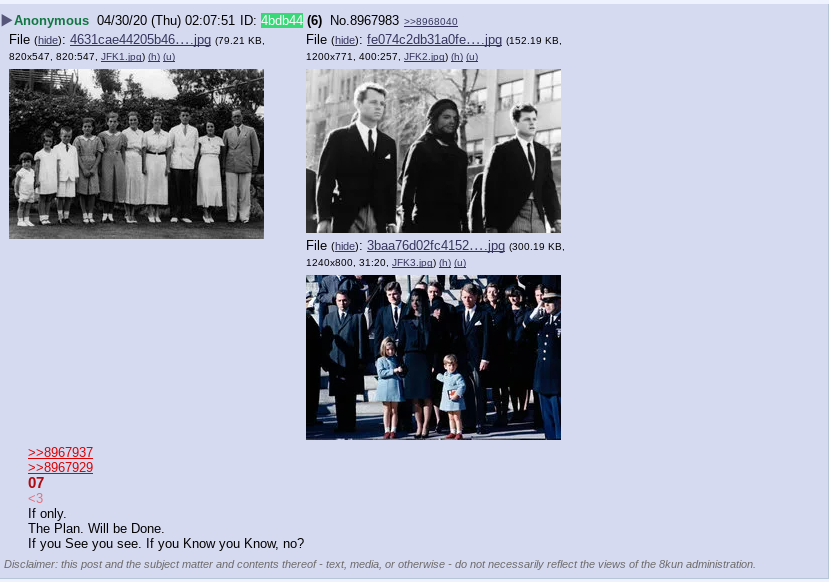 ▶Anonymous 04/30/20 (Thu) 02:07:51 ID: 4bdb44 (6) No.8967983 >>8968040
File (hide): 4631cae44205b46….jpg (79.21 KB, 820x547, 820:547, JFK1.jpg) (h) (u)
File (hide): fe074c2db31a0fe….jpg (152.19 KB, 1200x771, 400:257, JFK2.jpg) (h) (u)
File (hide): 3baa76d02fc4152….jpg (300.19 KB, 1240x800, 31:20, JFK3.jpg) (h) (u)
>>8967937
>>8967929
07
<3
If only.
The Plan. Will be Done.
If you See you see. If you Know you Know, no?
Disclaimer: this post and the subject matter and contents thereof - text, media, or otherwise - do not necessarily reflect the views of the 8kun administration.